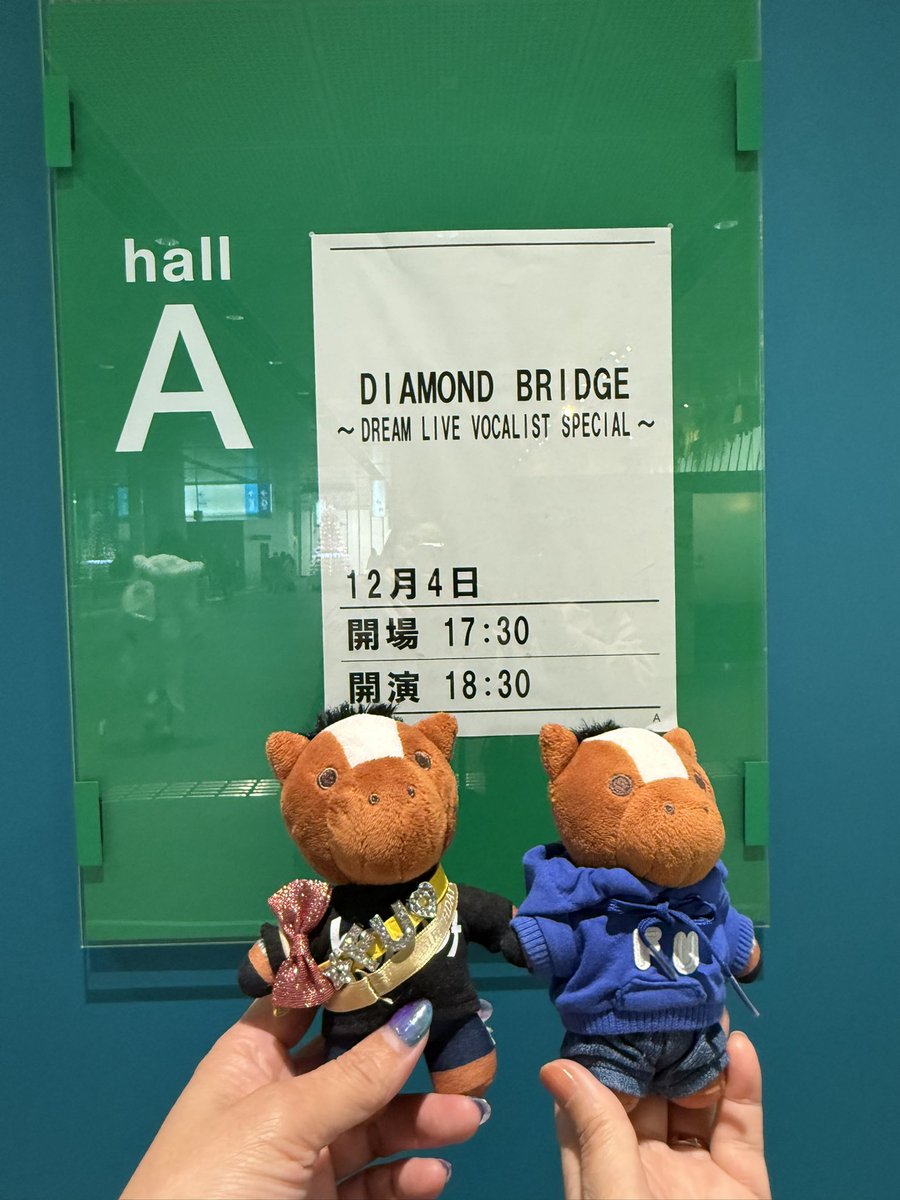 hall
A
DIAMOND BRIDGE
～DREAM LIVE VOCALIST SPECIAL～
12月4日
開場 17:30
開演 18:30
A
FU